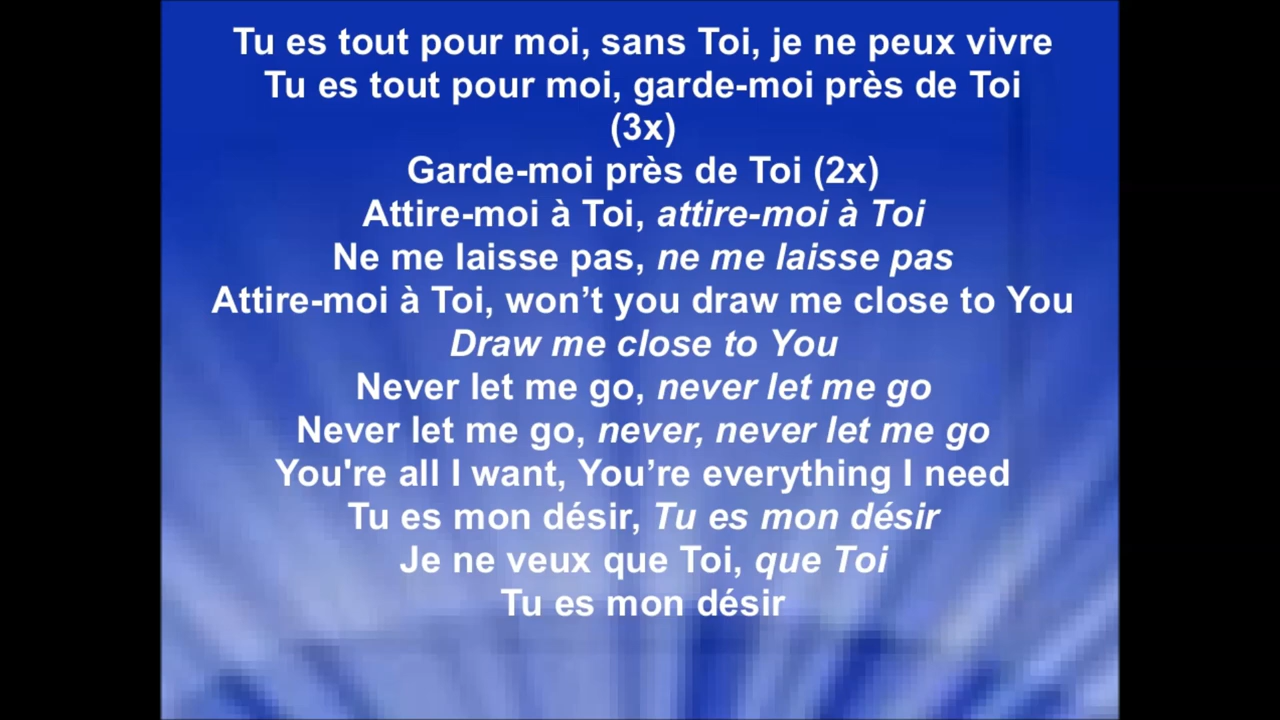 Tu es tout pour moi, sans Toi, je ne peux vivre
Tu es tout pour moi, garde-moi près de Toi
(3x)
Garde-moi près de Toi (2x)
Attire-moi à Toi, attire-moi à Toi
Ne me laisse pas, ne me laisse pas
Attire-moi à Toi, won’t you draw me close to You
Draw me close to You
Never let me go, never let me go
Never let me go, never, never let me go
You're all I want, You’re everything I need
Tu es mon désir, Tu es mon désir
Je ne veux que Toi, que Toi
Tu es mon désir